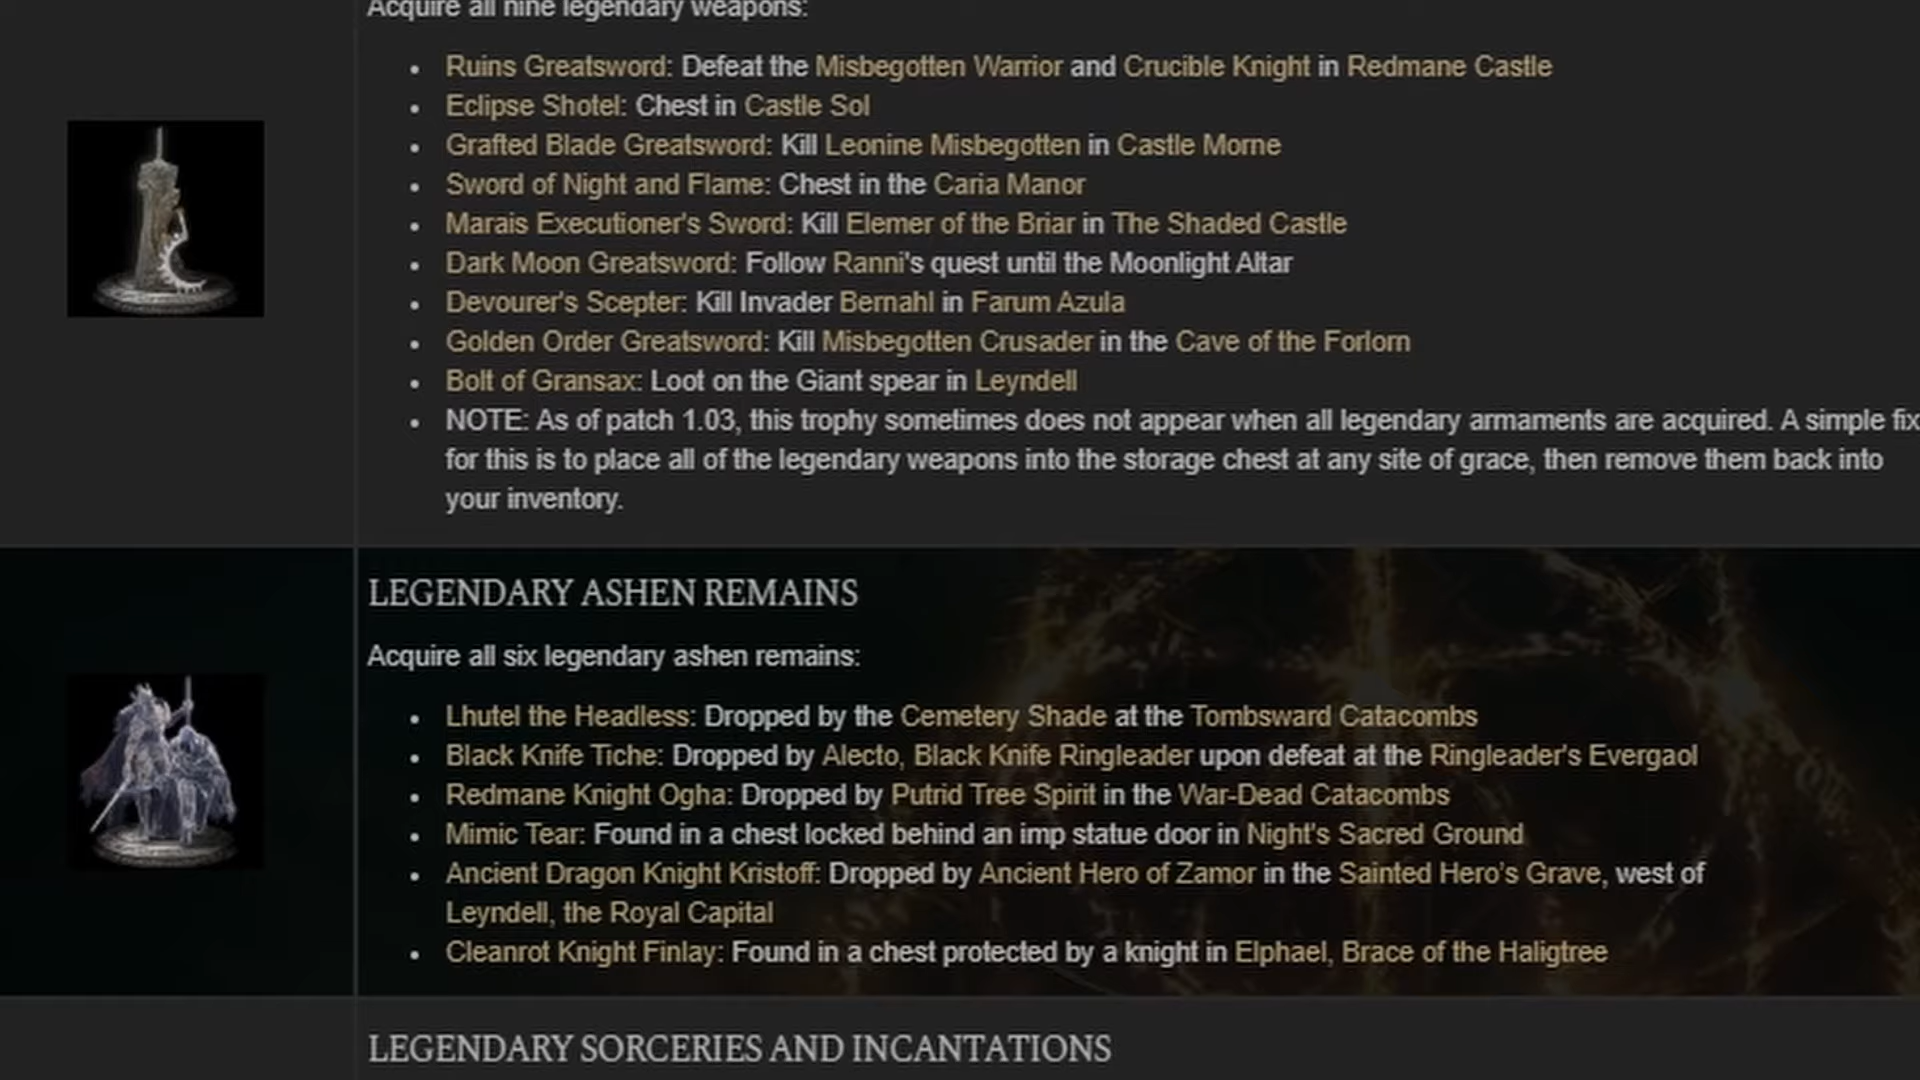 Acquire all nine legendary weapons:
Ruins Greatsword: Defeat the Misbegotten Warrior and Crucible Knight in Redmane Castle
Eclipse Shotel: Chest in Castle Sol
Grafted Blade Greatsword: Kill Leonine Misbegotten in Castle Morne
Sword of Night and Flame: Chest in the Caria Manor
Marais Executioner's Sword: Kill Elemer of the Briar in The Shaded Castle
Dark Moon Greatsword: Follow Ranni's quest until the Moonlight Altar
Devourer's Scepter: Kill Invader Bernahl in Farum Azula
Golden Order Greatsword: Kill Misbegotten Crusader in the Cave of the Forlorn
Bolt of Gransax: Loot on the Giant spear in Leyndell
NOTE: As of patch 1.03, this trophy sometimes does not appear when all legendary armaments are acquired. A simple fix
for this is to place all of the legendary weapons into the storage chest at any site of grace, then remove them back into
your inventory.
LEGENDARY ASHEN REMAINS
Acquire all six legendary ashen remains:
Lhutel the Headless: Dropped by the Cemetery Shade at the Tombsward Catacombs
Black Knife Tiche: Dropped by Alecto, Black Knife Ringleader upon defeat at the Ringleader's Evergaol
Redmane Knight Ogha: Dropped by Putrid Tree Spirit in the War-Dead Catacombs
Mimic Tear: Found in a chest locked behind an imp statue door in Night's Sacred Ground
Ancient Dragon Knight Kristoff: Dropped by Ancient Hero of Zamor in the Sainted Hero's Grave, west of
Leyndell, the Royal Capital
Cleanrot Knight Finlay: Found in a chest protected by a knight in Elphael, Brace of the Haligtree
LEGENDARY SORCERIES AND INCANTATIONS